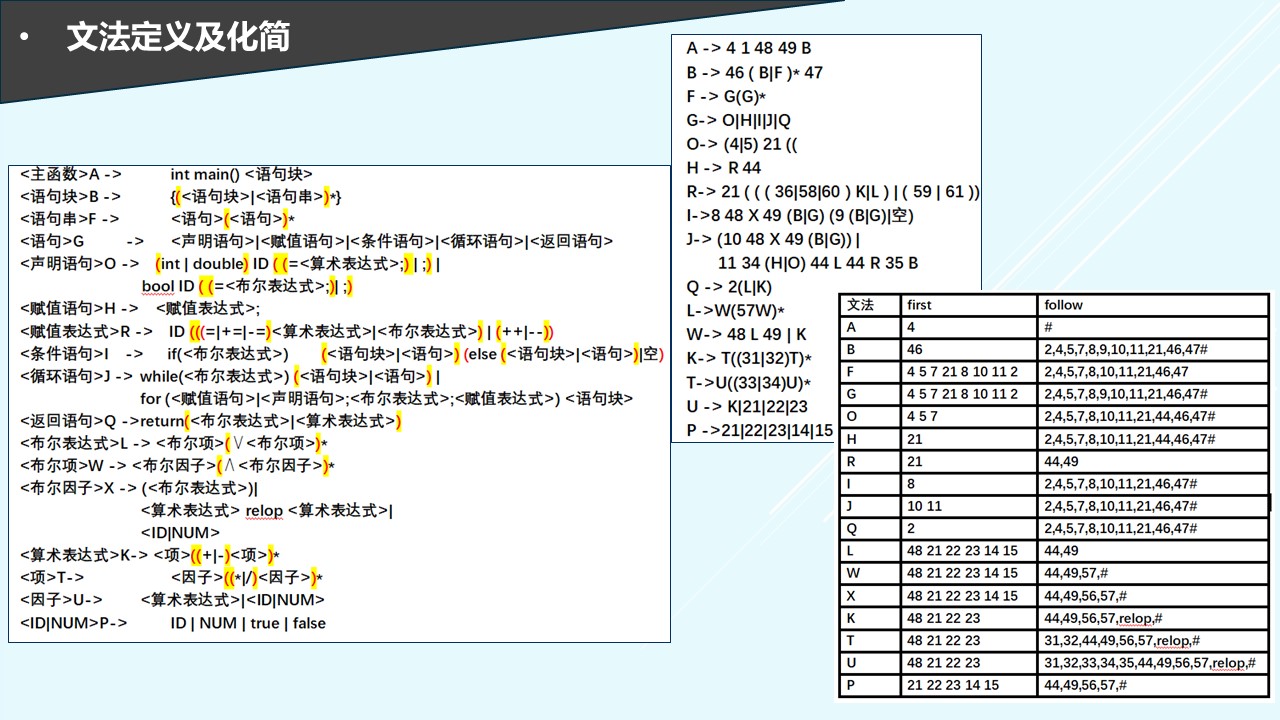 • 文法定义及化简
<主函数>A -> int main() <语句块>
<语句块>B -> {(<语句块>|<语句串>)*}
<语句串>F -> <语句>(<语句>)*
<语句>G -> <声明语句>|<赋值语句>|<条件语句>|<循环语句>|<返回语句>
<声明语句>O -> (int | double) ID ( (=<算术表达式>;) | ;) |
bool ID ( (=<布尔表达式>;)| ;)
<赋值语句>H -> <赋值表达式>;
<赋值表达式>R -> ID (((=|+=|-=)<算术表达式>|<布尔表达式>) | (++|--))
<条件语句>I -> if(<布尔表达式>) (<语句块>|<语句>) (else (<语句块>|<语句>)|空)
<循环语句>J -> while(<布尔表达式>) (<语句块>|<语句>) |
for (<赋值语句>|<声明语句>;<布尔表达式>;<赋值表达式>) <语句块>
<返回语句>Q ->return(<布尔表达式>|<算术表达式>)
<布尔表达式>L -> <布尔项>( \/ <布尔项>)*
<布尔项>W -> <布尔因子>( /\ <布尔因子>)*
<布尔因子>X -> (<布尔表达式>)|
<算术表达式> relop <算术表达式>|
<ID|NUM>
<算术表达式>K-> <项>((+|-)<项>)*
<项>T-> <因子>((*|/)<因子>)*
<因子>U-> <算术表达式>|<ID|NUM>
<ID|NUM>P-> ID | NUM | true | false
A -> 4 1 48 49 B
B -> 46 ( B|F )* 47
F -> G(G)*
G-> O|H|I|J|Q
O-> (4|5) 21 ((
H -> R 44
R-> 21 ( ( ( 36|58|60 ) K|L ) | ( 59 | 61 ))
I->8 48 X 49 (B|G) (9 (B|G)|空)
J-> (10 48 X 49 (B|G)) |
11 34 (H|O) 44 L 44 R 35 B
Q -> 2(L|K)
L->W(57W)*
W-> 48 L 49 | K
K-> T((31|32)T)*
T->U((33|34)U)*
U -> K|21|22|23
P ->21|22|23|14|15
文法 first follow
A 4 #
B 46 2,4,5,7,8,9,10,11,21,46,47#
F 4 5 7 21 8 10 11 2 2,4,5,7,8,10,11,21,46,47
G 4 5 7 21 8 10 11 2 2,4,5,7,8,9,10,11,21,46,47#
O 4 5 7 2,4,5,7,8,10,11,21,44,46,47#
H 21 2,4,5,7,8,10,11,21,44,46,47#
R 21 44,49
I 8 2,4,5,7,8,10,11,21,46,47#
J 10 11 2,4,5,7,8,10,11,21,46,47#
Q 2 2,4,5,7,8,10,11,21,46,47#
L 48 21 22 23 14 15 44,49
W 48 21 22 23 14 15 44,49,57,#
X 48 21 22 23 14 15 44,49,56,57,#
K 48 21 22 23 44,49,56,57,relop,#
T 48 21 22 23 31,32,44,49,56,57,relop,#
U 48 21 22 23 31,32,33,34,35,44,49,56,57,relop,#
P 21 22 23 14 15 44,49,56,57,#